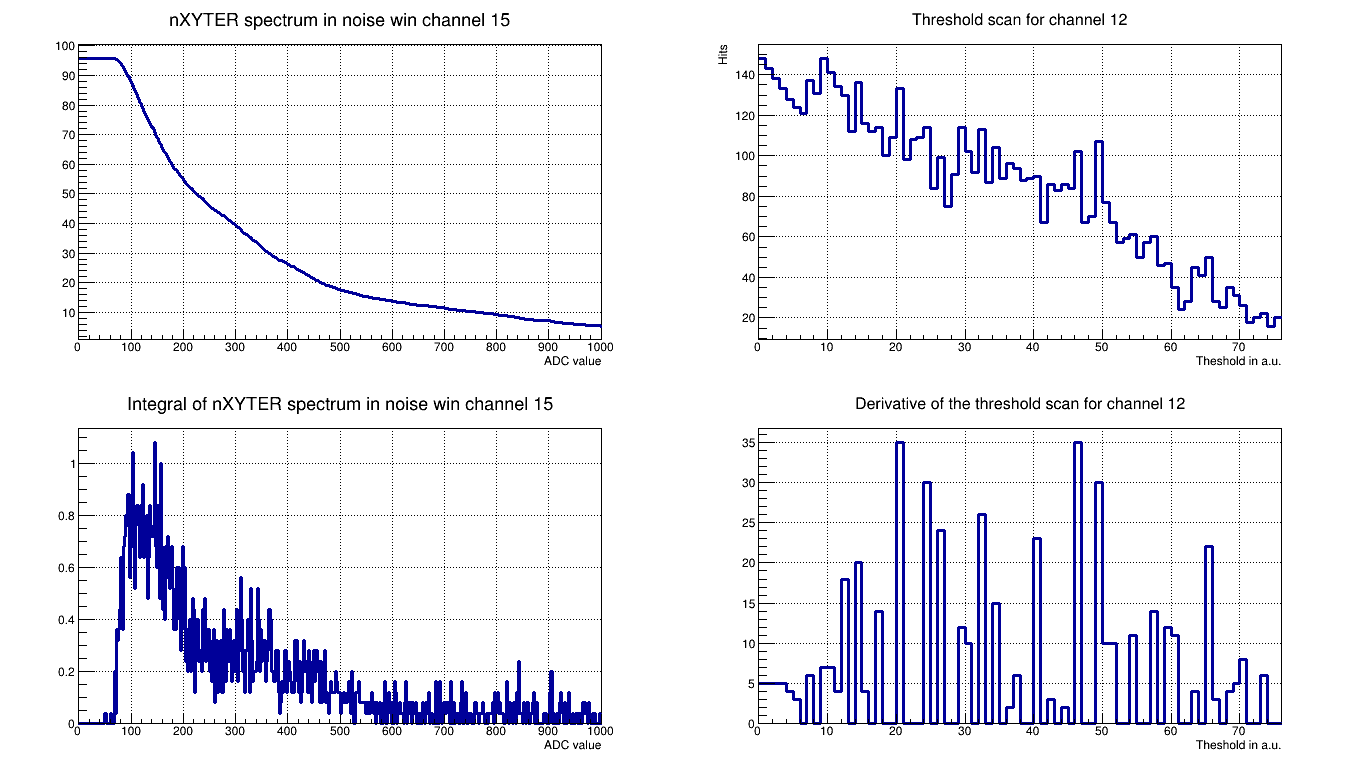 nXYTER spectrum in noise win channel 15
100
90
80
70
60
50
40
30
20
10
0 100 200 300 400 500 600 700 800 900 1000
ADC value
Threshold scan for channel 12
Hits
140
120
100
80
60
40
20
0 10 20 30 40 50 60 70
Theshold in a.u.
Integral of nXYTER spectrum in noise win channel 15
1
0.8
0.6
0.4
0.2
0
0 100 200 300 400 500 600 700 800 900 1000
ADC value
Derivative of the threshold scan for channel 12
35
30
25
20
15
10
5
0
0 10 20 30 40 50 60 70
Theshold in a.u.